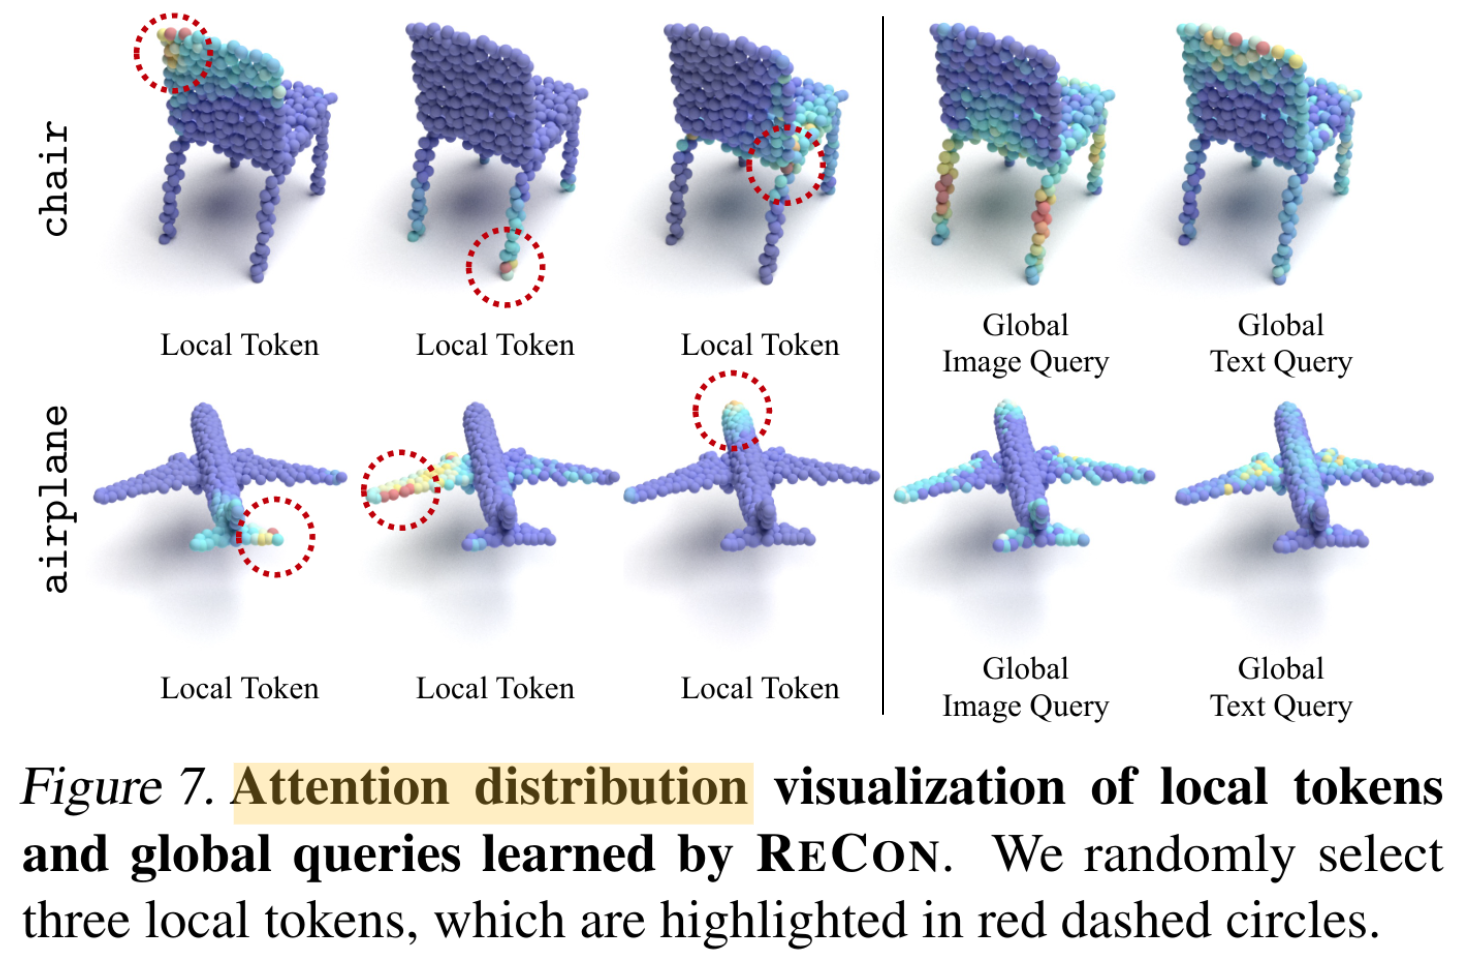 chair
Local Token
Local Token
Local Token
Global
Image Query
Global
Text Query
airplane
Local Token
Local Token
Local Token
Global
Image Query
Global
Text Query
Figure 7. Attention distribution visualization of local tokens
and global queries learned by RECON. We randomly select
three local tokens, which are highlighted in red dashed circles.